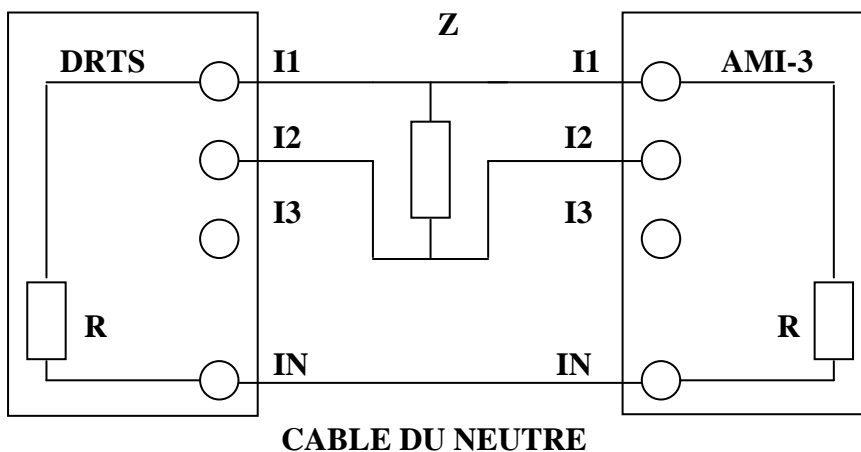 Z
DRTS I1 I1 AMI-3
I2 I2
I3 I3
R R
IN IN
CABLE DU NEUTRE